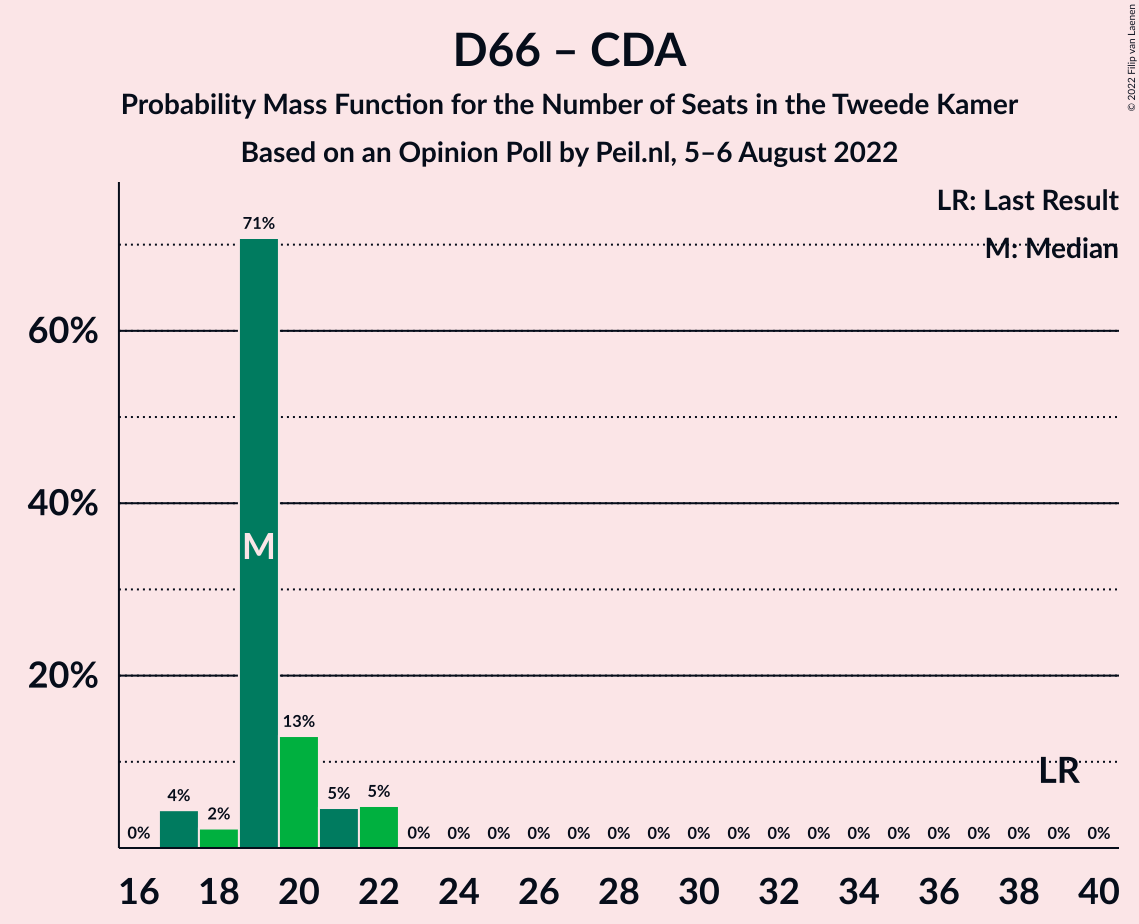 D66 – CDA
Probability Mass Function for the Number of Seats in the Tweede Kamer
Based on an Opinion Poll by Peil.nl, 5–6 August 2022
© 2022 Filip van Laenen
LR: Last Result
M: Median
60%
40%
20%
0% 4% 2% 71% 13% 5% 5% 0% 0% 0% 0% 0% 0% 0% 0% 0% 0% 0% 0% 0% 0% 0% 0% 0% 0%
M
LR
16 18 20 22 24 26 28 30 32 34 36 38 40